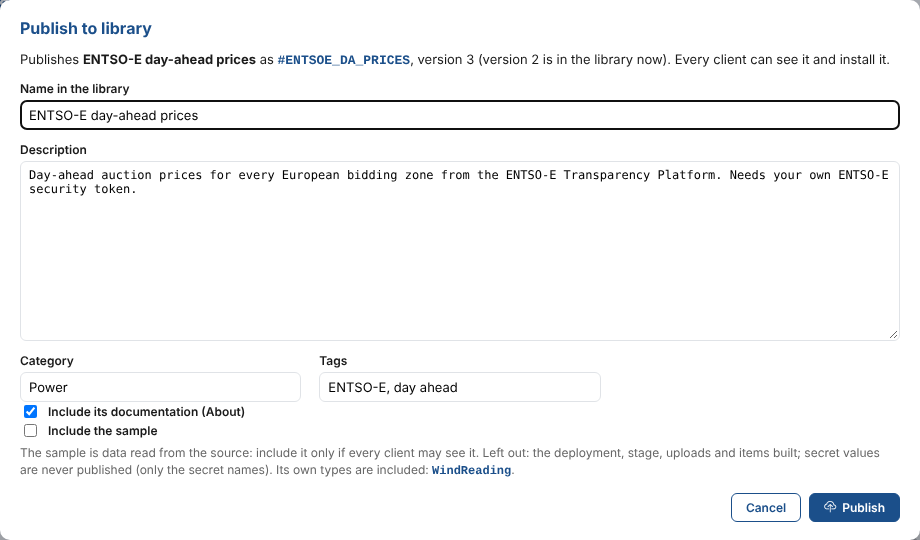 Publish to library
Publishes ENTSO-E day-ahead prices as #ENTSOE_DA_PRICES, version 3 (version 2 is in the library now). Every client can see it and install it.
Name in the library
ENTSO-E day-ahead prices
Description
Day-ahead auction prices for every European bidding zone from the ENTSO-E Transparency Platform. Needs your own ENTSO-E
security token.
Category
Tags
Power
ENTSO-E, day ahead
Include its documentation (About)
Include the sample
The sample is data read from the source: include it only if every client may see it. Left out: the deployment, stage, uploads and items built; secret values
are never published (only the secret names). Its own types are included: WindReading.
Cancel
Publish